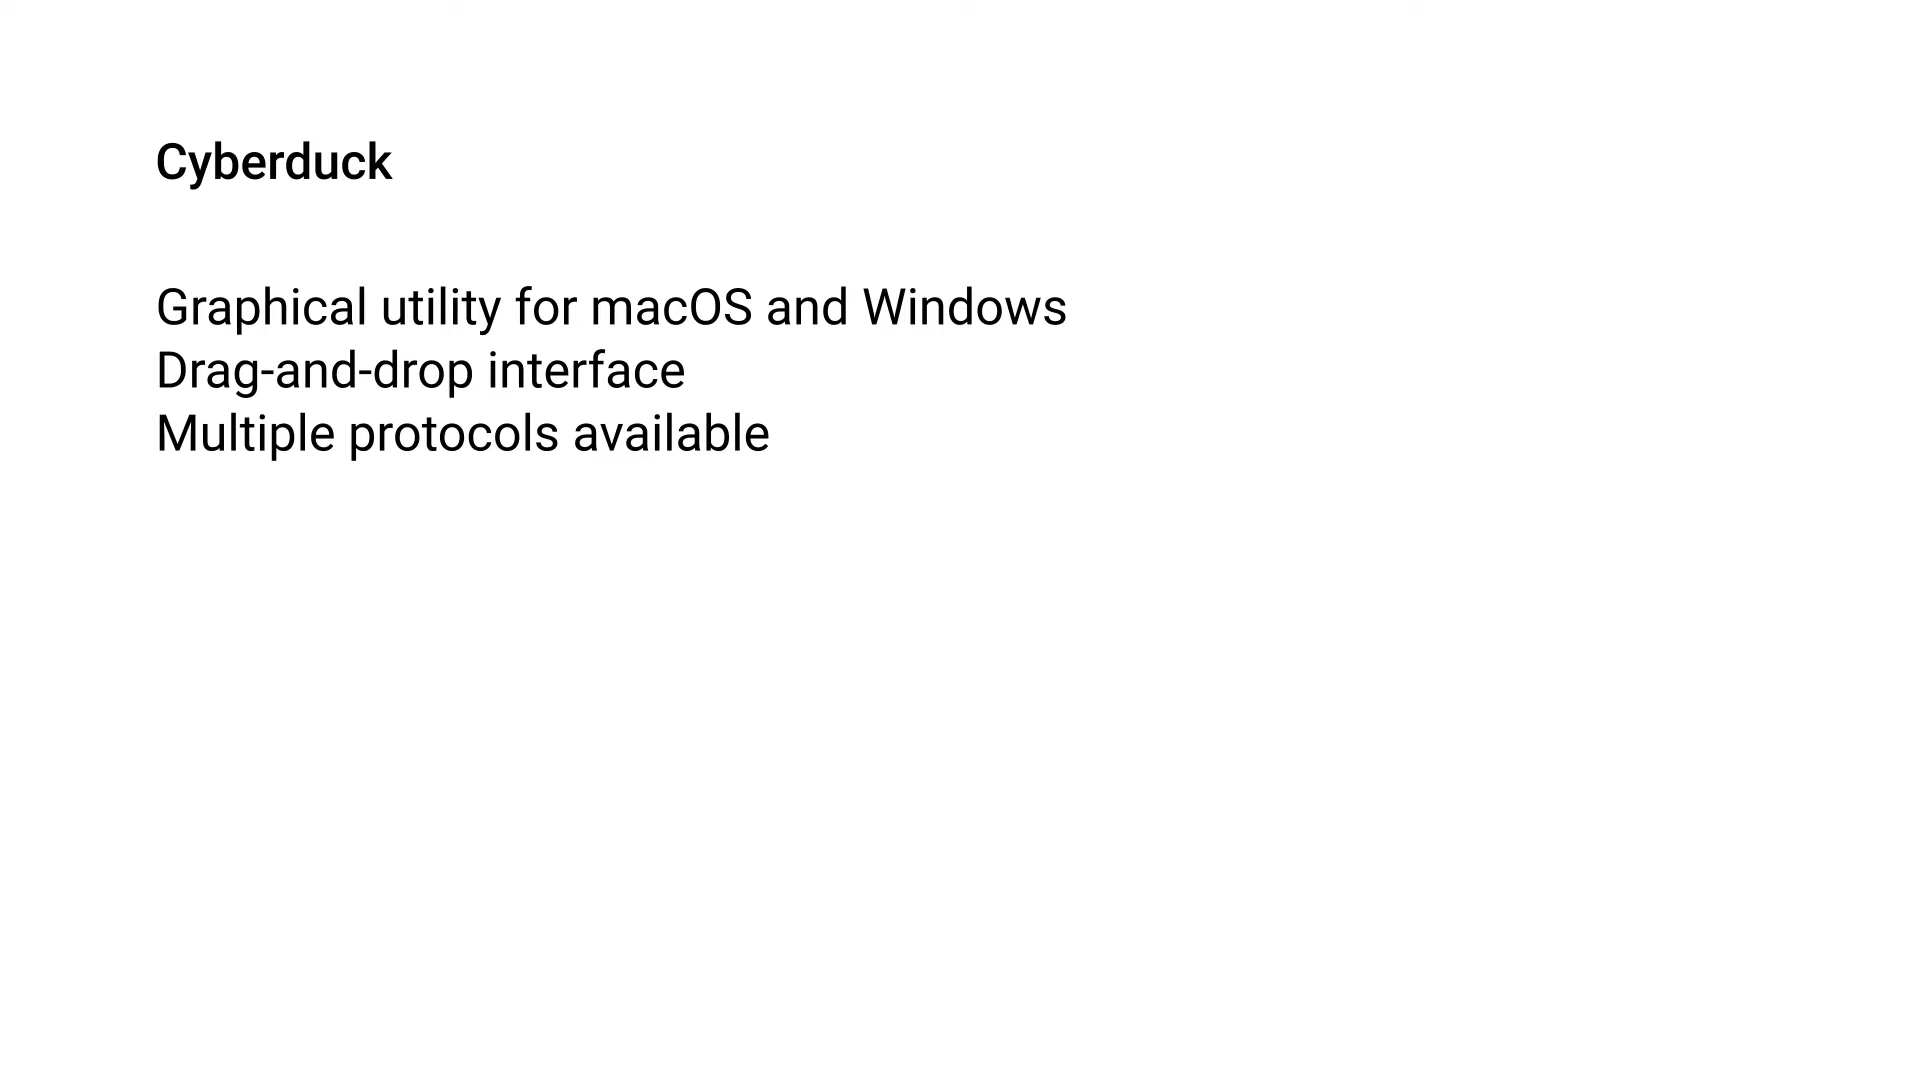 Cyberduck
Graphical utility for macOS and Windows
Drag-and-drop interface
Multiple protocols available